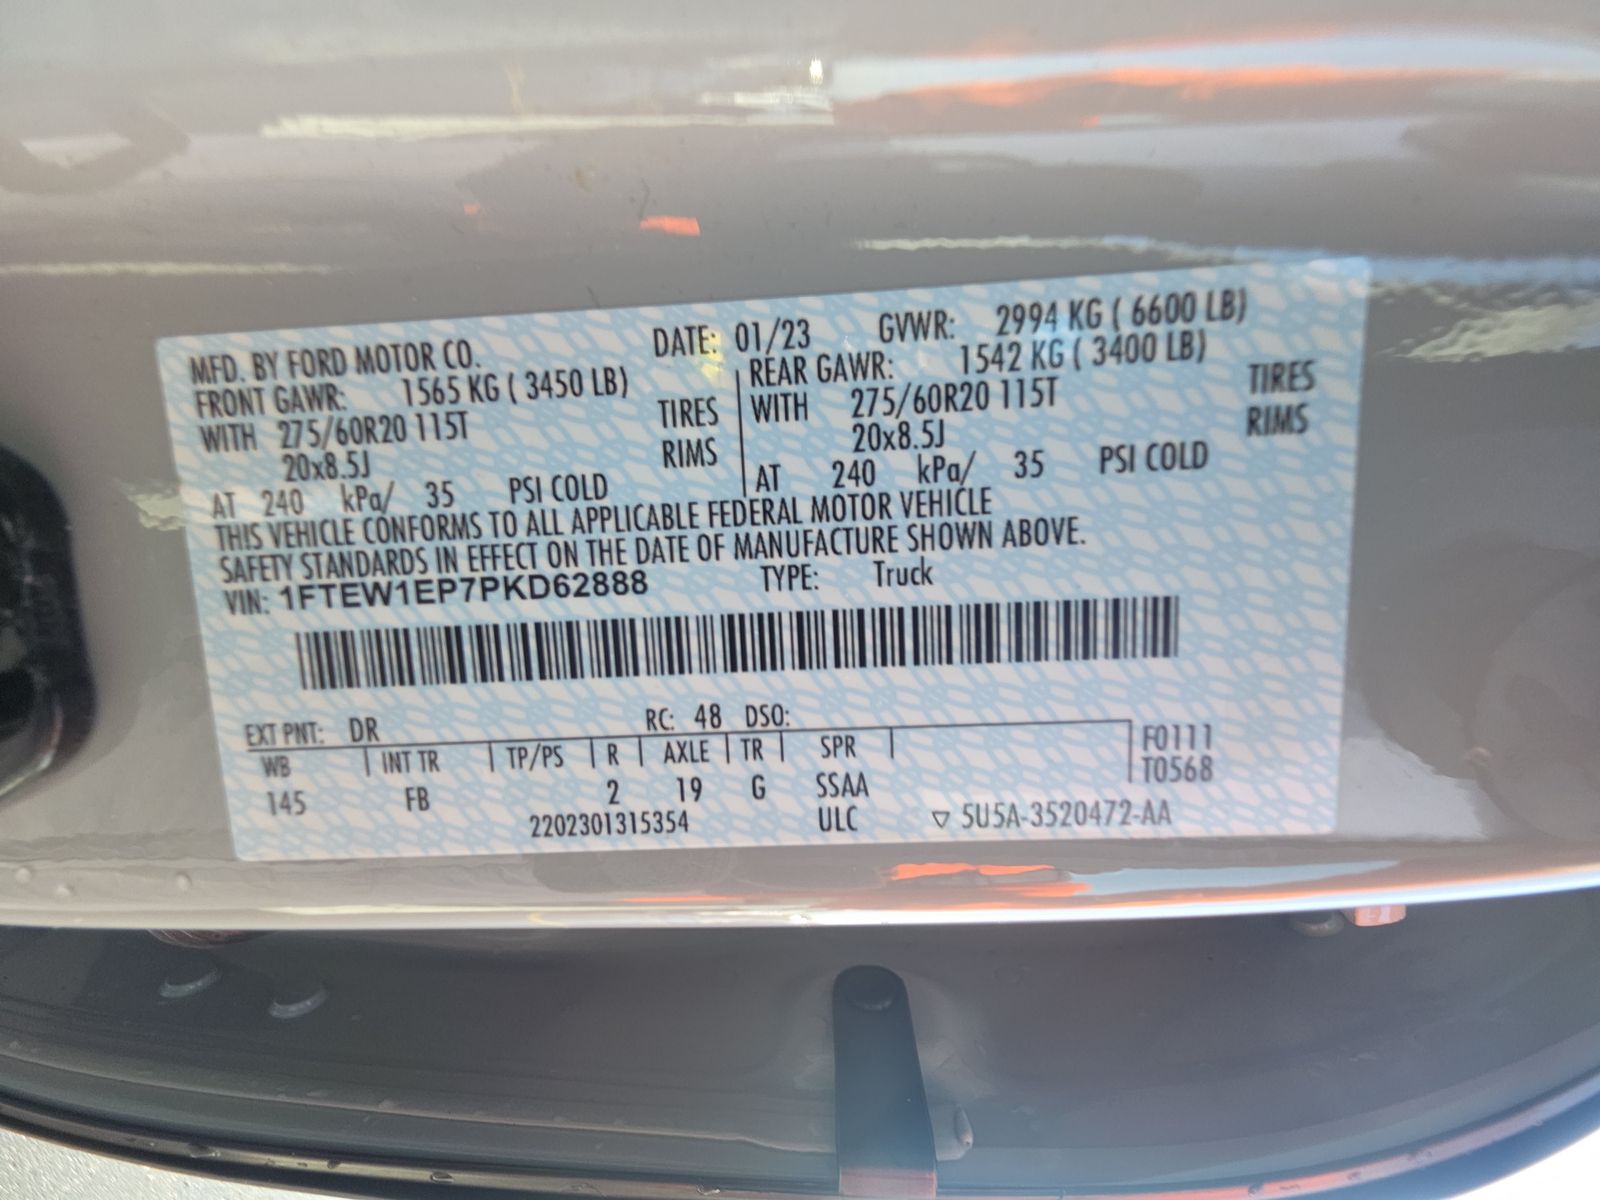 MFD. BY FORD MOTOR CO. DATE: 01/23 GVWR: 2994 KG ( 6600 LB)
FRONT GAWR: 1565 KG ( 3450 LB) REAR GAWR: 1542 KG ( 3400 LB)
WITH 275/60R20 115T TIRES WITH 275/60R20 115T TIRES
20x8.5J RIMS 20x8.5J RIMS
AT 240 kPa/ 35 PSI COLD AT 240 kPa/ 35 PSI COLD
THIS VEHICLE CONFORMS TO ALL APPLICABLE FEDERAL MOTOR VEHICLE
SAFETY STANDARDS IN EFFECT ON THE DATE OF MANUFACTURE SHOWN ABOVE.
VIN: 1FTEW1EP7PKD62888 TYPE: Truck
EXT PNT: DR RC: 48 DSO:
WB INT TR TP/PS R AXLE TR SPR F0111
145 FB 2 19 G SSAA T0568
2202301315354 ULC ▽ 5U5A-3520472-AA